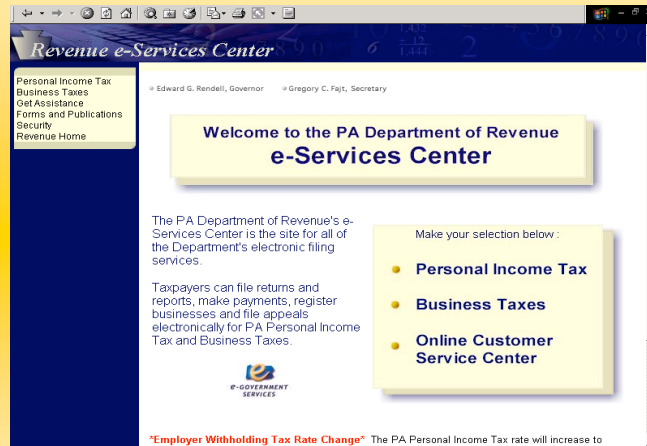 Revenue e-Services Center
Personal Income Tax
Business Taxes
Get Assistance
Forms and Publications
Security
Revenue Home
Edward G. Rendell, Governor Gregory C. Fajt, Secretary
Welcome to the PA Department of Revenue
e-Services Center
The PA Department of Revenue's e-
Services Center is the site for all of
the Department's electronic filing
services.
Taxpayers can file returns and
reports, make payments, register
businesses and file appeals
electronically for PA Personal Income
Tax and Business Taxes.
e-GOVERNMENT
SERVICES
Make your selection below :
Personal Income Tax
Business Taxes
Online Customer
Service Center
*Employer Withholding Tax Rate Change* The PA Personal Income Tax rate will increase to